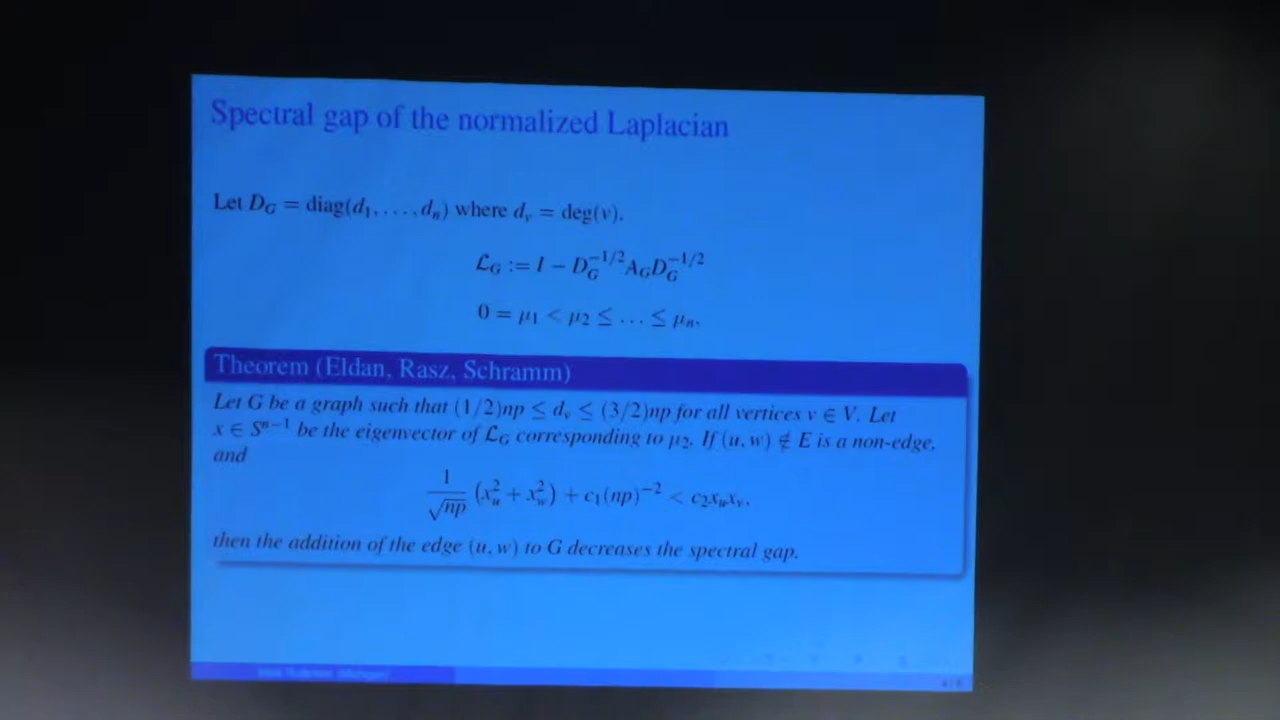 Spectral gap of the normalized Laplacian
Let D_G = diag(d_1, . . . , d_n) where d_v = deg(v).
ℒ_G := I − D_G^{−1/2} A_G D_G^{−1/2}
0 = μ_1 < μ_2 ≤ . . . ≤ μ_n.
Theorem (Eldan, Rasz, Schramm)
Let G be a graph such that (1/2)np ≤ d_v ≤ (3/2)np for all vertices v ∈ V. Let
x ∈ S^{n−1} be the eigenvector of ℒ_G corresponding to μ_2. If (u, w) ∉ E is a non-edge,
and
1/√np (x_u^2 + x_w^2) + c_1(np)^{−2} < c_2 x_u x_v,
then the addition of the edge (u, w) to G decreases the spectral gap.